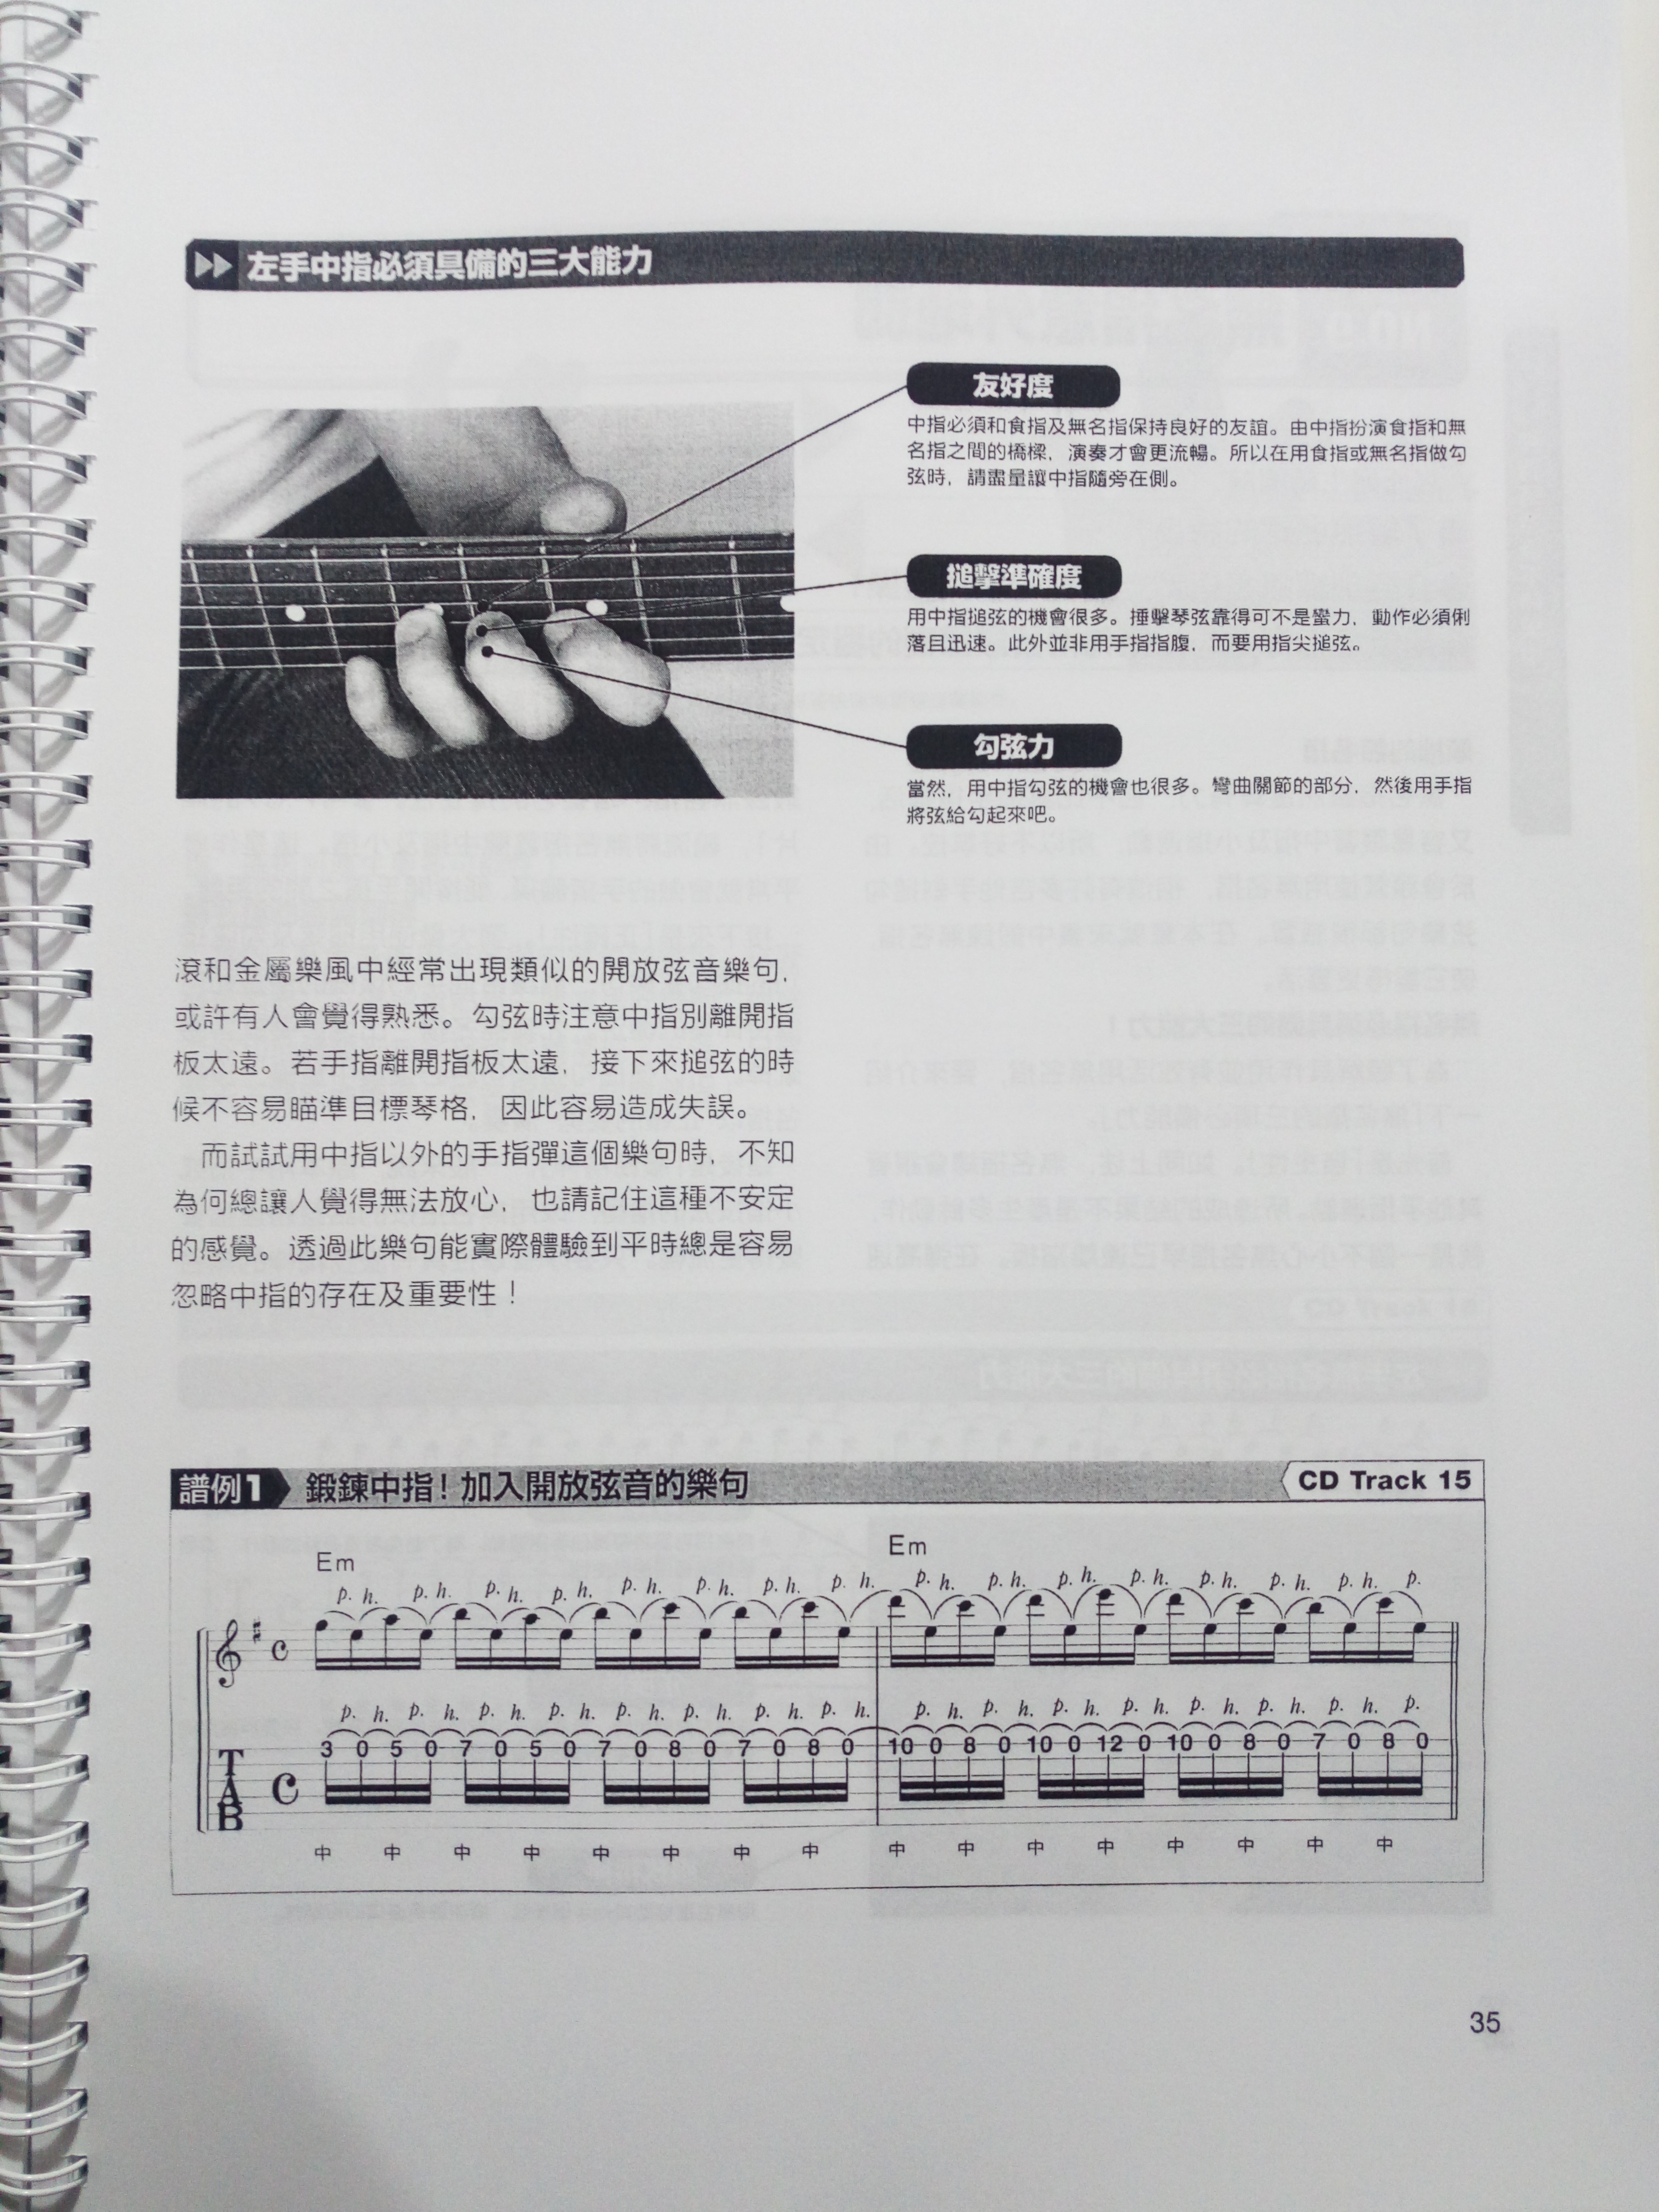 左手中指必須具備的三大能力
友好度
中指必須和食指及無名指保持良好的友誼。由中指扮演食指和無
名指之間的橋樑，演奏才會更流暢。所以在用食指或無名指做勾
弦時，請盡量讓中指隨旁在側。
搥擊準確度
用中指搥弦的機會很多。捶擊琴弦靠得可不是蠻力，動作必須俐
落且迅速。此外並非用手指指腹，而要用指尖搥弦。
勾弦力
當然，用中指勾弦的機會也很多。彎曲關節的部分，然後用手指
將弦給勾起來吧。
滾和金屬樂風中經常出現類似的開放弦音樂句，
或許有人會覺得熟悉。勾弦時注意中指別離開指
板太遠。若手指離開指板太遠，接下來搥弦的時
候不容易瞄準目標琴格，因此容易造成失誤。
而試試用中指以外的手指彈這個樂句時，不知
為何總讓人覺得無法放心，也請記住這種不安定
的感覺。透過此樂句能實際體驗到平時總是容易
忽略中指的存在及重要性！
譜例1 鍛鍊中指！加入開放弦音的樂句 CD Track 15
Em Em
p. h. p. h. p. h. p. h. p. h. p. h. p. h. p. h. p. h. p. h. p. h. p. h. p. h. p. h. p. h. p.
C
p. h. p. h. p. h. p. h. p. h. p. h. p. h. p. h. p. h. p. h. p. h. p. h. p. h. p. h. p. h. p.
3 0 5 0 7 0 5 0 7 0 8 0 7 0 8 0 10 0 8 0 10 0 12 0 10 0 8 0 7 0 8 0
T
A
B
C
中 中 中 中 中 中 中 中 中 中 中 中 中 中 中 中
35